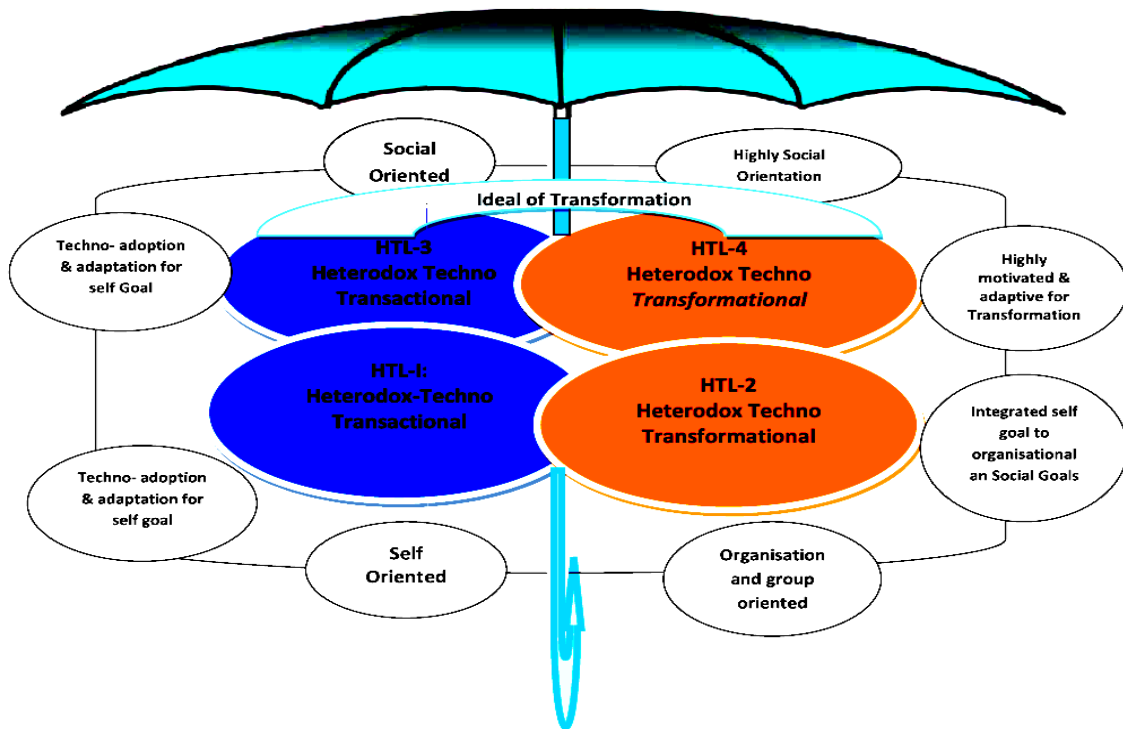 Social
Oriented
Highly Social
Orientation
Ideal of Transformation
Techno- adoption
& adaptation for
self Goal
HTL-3
Heterodox Techno
Transactional
HTL-4
Heterodox Techno
Transformational
Highly
motivated &
adaptive for
Transformation
HTL-I:
Heterodox-Techno
Transactional
HTL-2
Heterodox Techno
Transformational
Integrated self
goal to
organisational
an Social Goals
Techno- adoption
& adaptation for
self goal
Self
Oriented
Organisation
and group
oriented